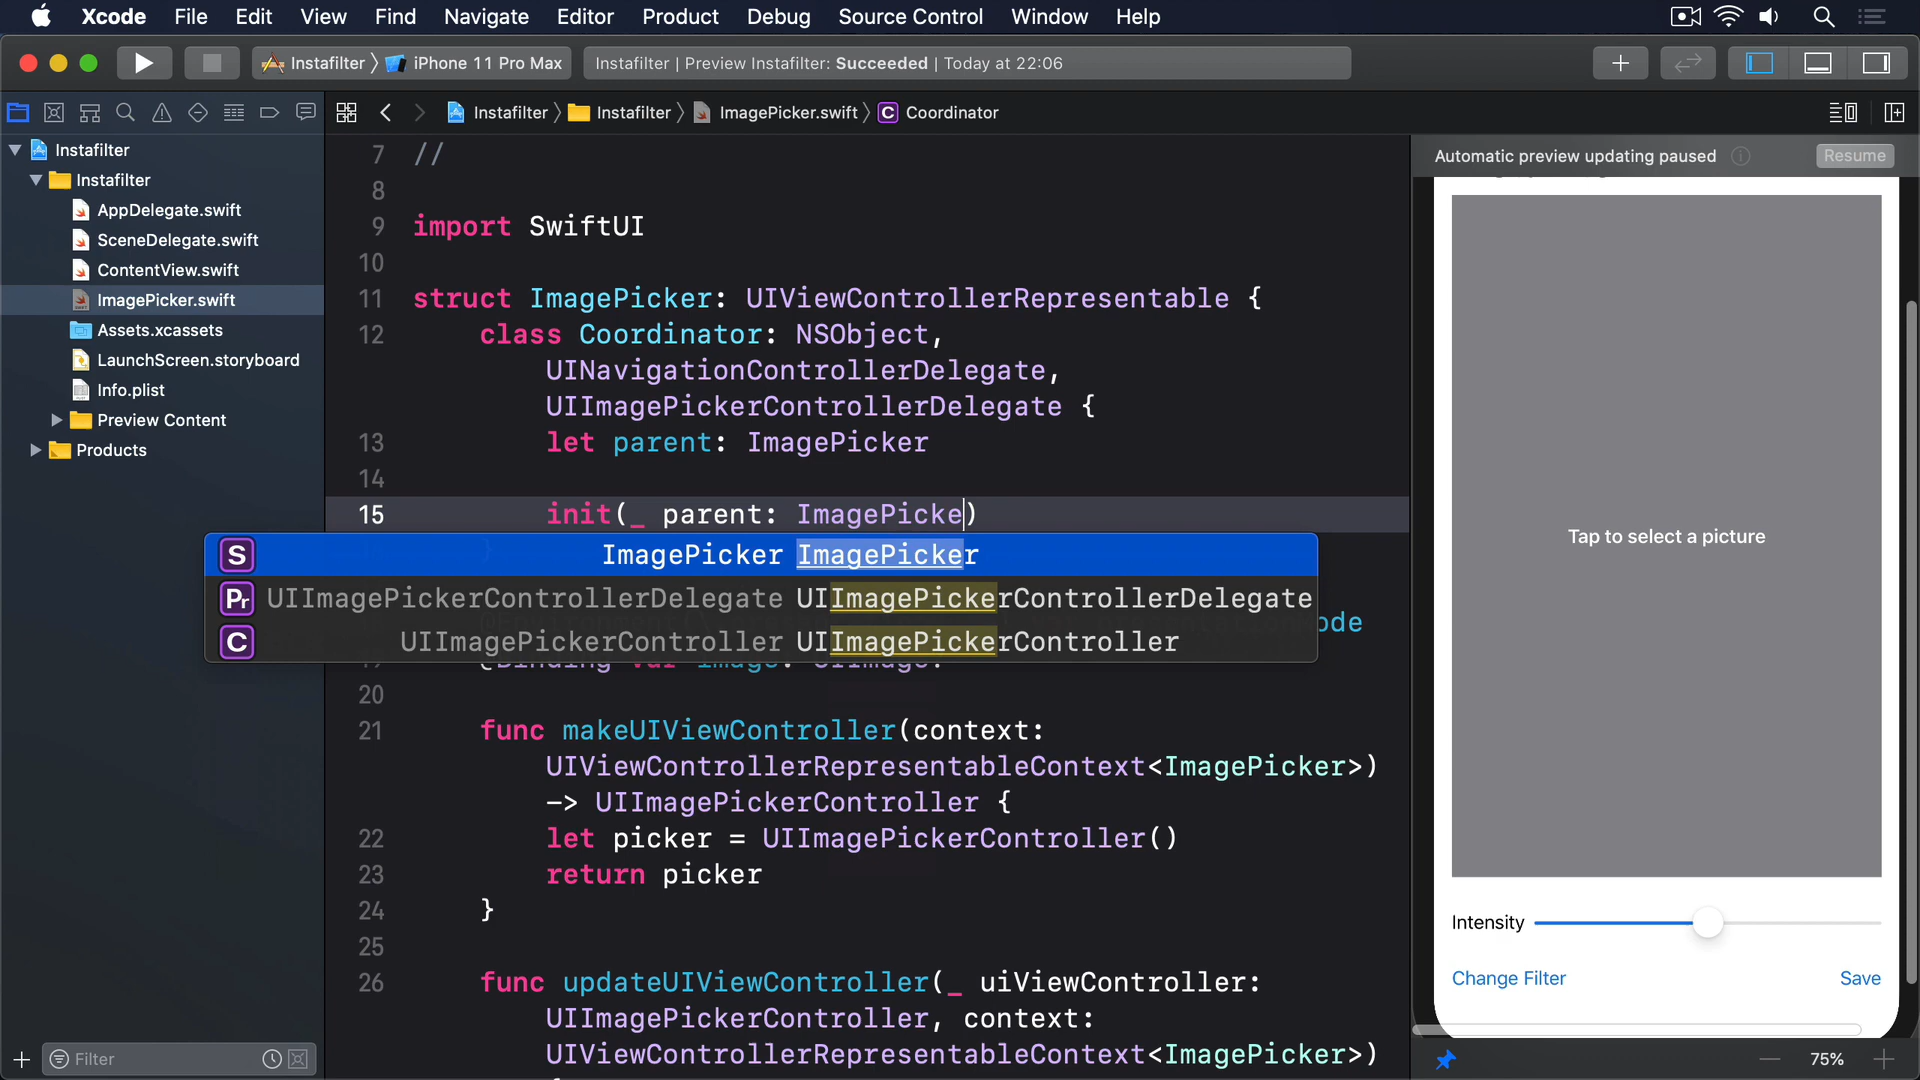 Xcode File Edit View Find Navigate Editor Product Debug Source Control Window Help
Instafilter iPhone 11 Pro Max
Instafilter | Preview Instafilter: Succeeded | Today at 22:06
Instafilter Instafilter ImagePicker.swift C Coordinator
Instafilter
Instafilter
AppDelegate.swift
SceneDelegate.swift
ContentView.swift
ImagePicker.swift
Assets.xcassets
LaunchScreen.storyboard
Info.plist
Preview Content
Products
Filter
7 //
8
9 import SwiftUI
10
11 struct ImagePicker: UIViewControllerRepresentable {
12 class Coordinator: NSObject,
UINavigationControllerDelegate,
UIImagePickerControllerDelegate {
13 let parent: ImagePicker
14
15 init(_ parent: ImagePicke)
S ImagePicker ImagePicker
Pr UIImagePickerControllerDelegate UIImagePickerControllerDelegate
C UIImagePickerController UIImagePickerController
20
21 func makeUIViewController(context:
UIViewControllerRepresentableContext<ImagePicker>)
-> UIImagePickerController {
22 let picker = UIImagePickerController()
23 return picker
24 }
25
26 func updateUIViewController(_ uiViewController:
UIImagePickerController, context:
UIViewControllerRepresentableContext<ImagePicker>)
Automatic preview updating paused
Resume
Tap to select a picture
Intensity
Change Filter Save
75%